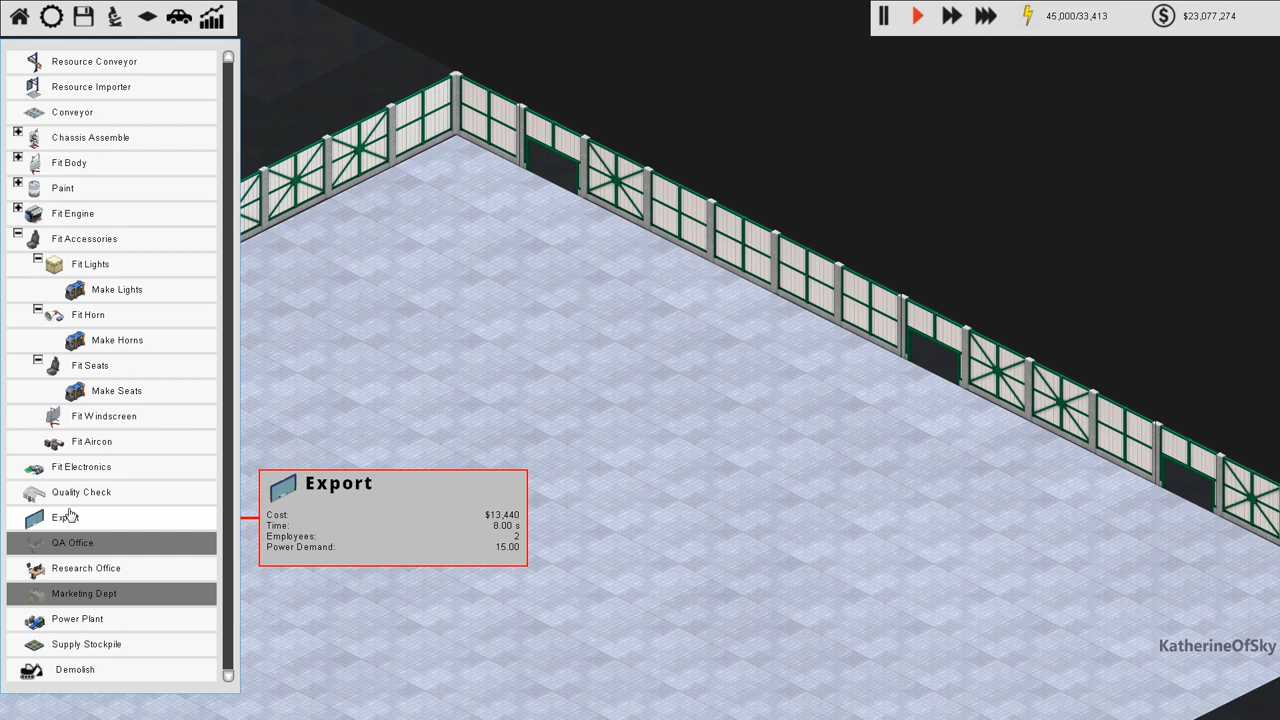 45,000/33,413
$23,077,274
Resource Conveyor
Resource Importer
Conveyor
Chassis Assemble
Fit Body
Paint
Fit Engine
Fit Accessories
Fit Lights
Make Lights
Fit Horn
Make Horns
Fit Seats
Make Seats
Fit Windscreen
Fit Aircon
Fit Electronics
Quality Check
Export
QA Office
Research Office
Marketing Dept
Power Plant
Supply Stockpile
Demolish
Export
Cost: $13,440
Time: 8.00 s
Employees: 2
Power Demand: 15.00
KatherineOfSky